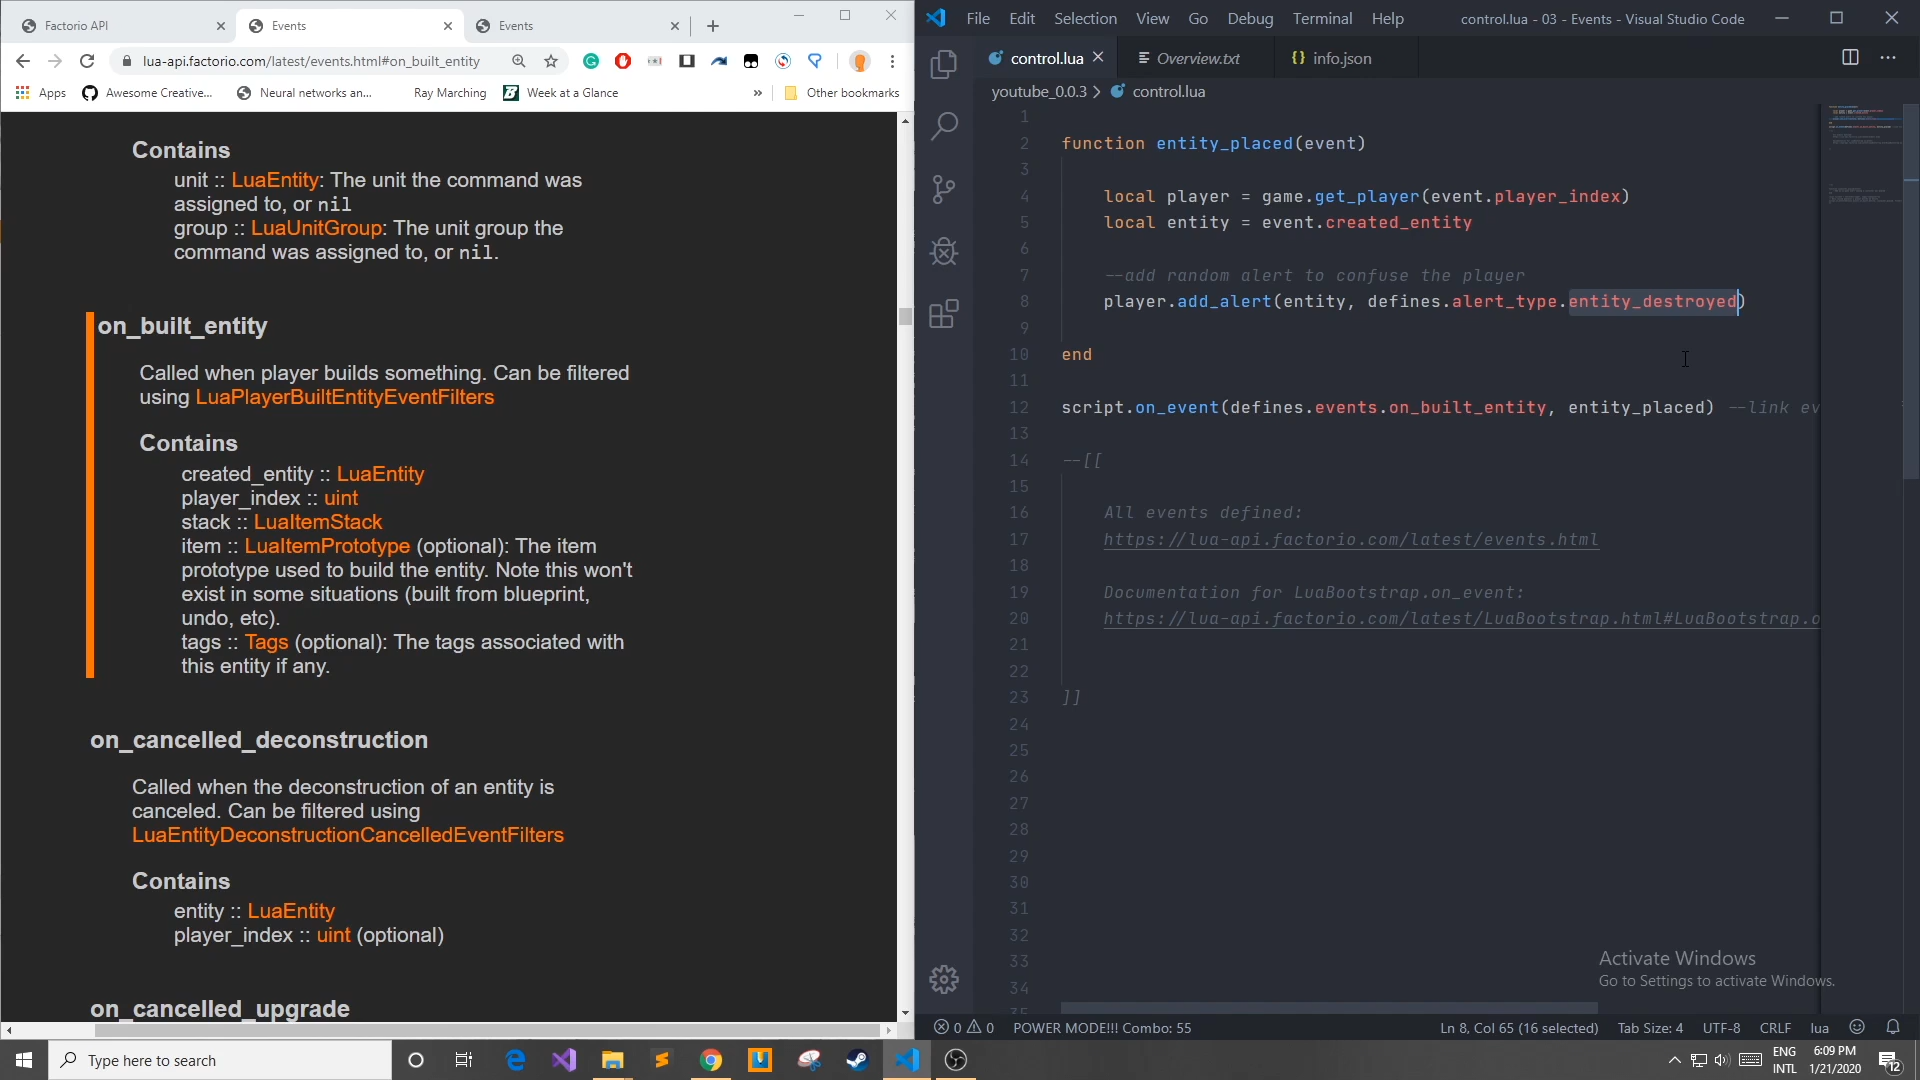 Factorio API
Events
Events
lua-api.factorio.com/latest/events.html#on_built_entity
Apps
Awesome Creative...
Neural networks an...
Ray Marching
Week at a Glance
»
Other bookmarks
Contains
unit :: LuaEntity: The unit the command was
assigned to, or nil
group :: LuaUnitGroup: The unit group the
command was assigned to, or nil.
on_built_entity
Called when player builds something. Can be filtered
using LuaPlayerBuiltEntityEventFilters
Contains
created_entity :: LuaEntity
player_index :: uint
stack :: LuaItemStack
item :: LuaItemPrototype (optional): The item
prototype used to build the entity. Note this won't
exist in some situations (built from blueprint,
undo, etc).
tags :: Tags (optional): The tags associated with
this entity if any.
on_cancelled_deconstruction
Called when the deconstruction of an entity is
canceled. Can be filtered using
LuaEntityDeconstructionCancelledEventFilters
Contains
entity :: LuaEntity
player_index :: uint (optional)
on_cancelled_upgrade
File Edit Selection View Go Debug Terminal Help
control.lua - 03 - Events - Visual Studio Code
control.lua
Overview.txt
{} info.json
youtube_0.0.3 > control.lua
1
2 function entity_placed(event)
3
4 local player = game.get_player(event.player_index)
5 local entity = event.created_entity
6
7 --add random alert to confuse the player
8 player.add_alert(entity, defines.alert_type.entity_destroyed)
9
10 end
11
12 script.on_event(defines.events.on_built_entity, entity_placed) --link ev
13
14 --[[
15
16 All events defined:
17 https://lua-api.factorio.com/latest/events.html
18
19 Documentation for LuaBootstrap.on_event:
20 https://lua-api.factorio.com/latest/LuaBootstrap.html#LuaBootstrap.o
21
22
23 ]]
24
25
26
27
28
29
30
31
32
33
34
35
Activate Windows
Go to Settings to activate Windows.
0 0 POWER MODE!!! Combo: 55
Ln 8, Col 65 (16 selected) Tab Size: 4 UTF-8 CRLF lua
Type here to search
ENG
INTL
6:09 PM
1/21/2020
12